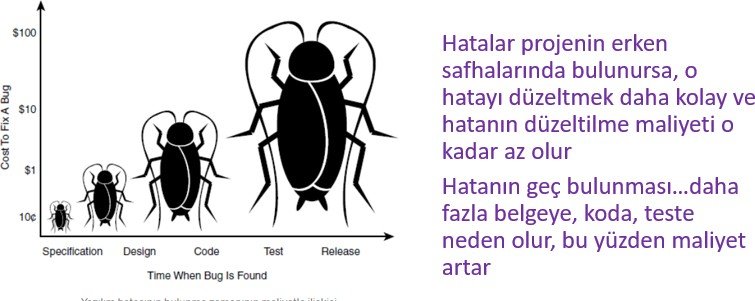 $100
$10
$1
10¢
Cost To Fix A Bug
Specification Design Code Test Release
Time When Bug Is Found
Hatalar projenin erken
safhalarında bulunursa, o
hatayı düzeltmek daha kolay ve
hatanın düzeltilme maliyeti o
kadar az olur
Hatanın geç bulunması...daha
fazla belgeye, koda, teste
neden olur, bu yüzden maliyet
artar